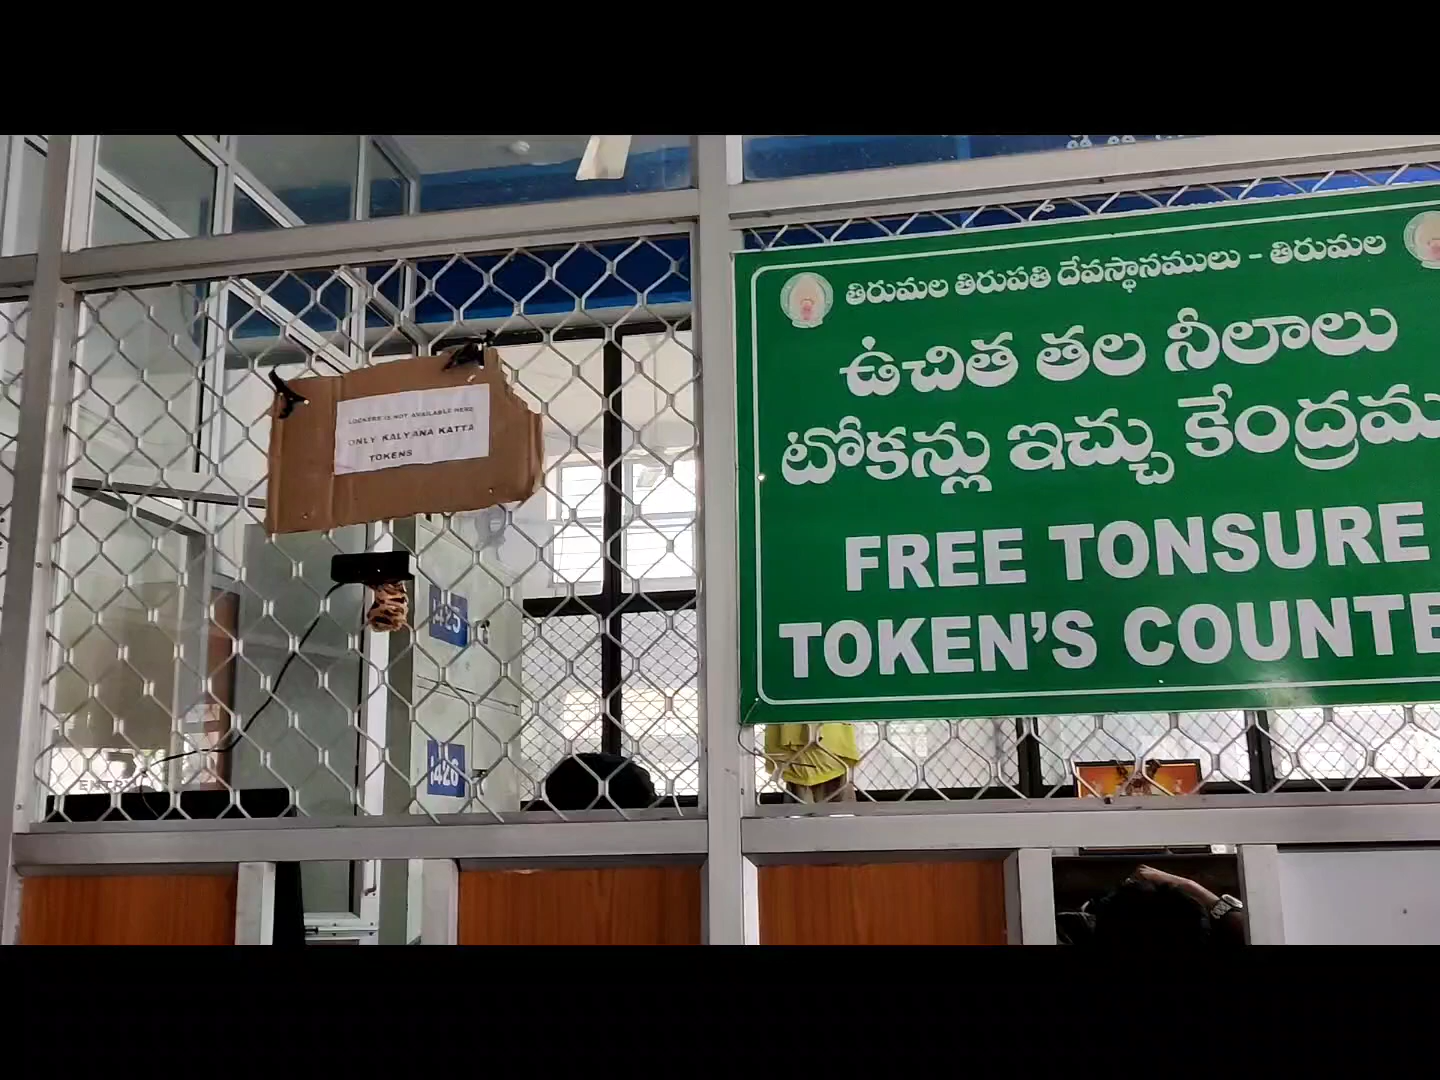 LOCKERS IS NOT AVAILABLE HERE
ONLY KALYANA KATTA
TOKENS
తిరుమల తిరుపతి దేవస్థానములు - తిరుమల
ఉచిత తల నీలాలు
టోకన్లు ఇచ్చు కేంద్రము
FREE TONSURE
TOKEN'S COUNTE
1425
1426
ENTRY